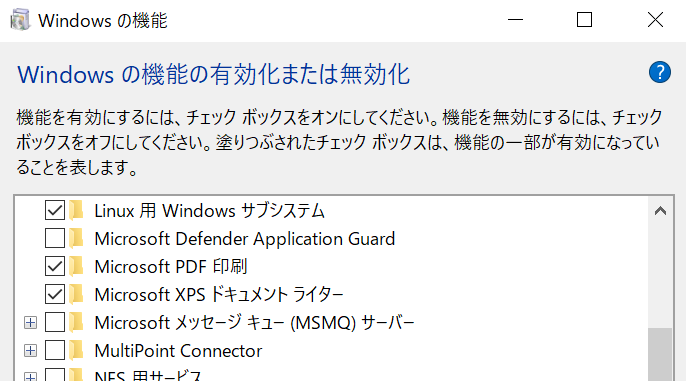 Windows の機能
Windows の機能の有効化または無効化
機能を有効にするには、チェック ボックスをオンにしてください。機能を無効にするには、チェック
ボックスをオフにしてください。塗りつぶされたチェック ボックスは、機能の一部が有効になってい
ることを表します。
Linux 用 Windows サブシステム
Microsoft Defender Application Guard
Microsoft PDF 印刷
Microsoft XPS ドキュメント ライター
Microsoft メッセージ キュー (MSMQ) サーバー
MultiPoint Connector
NFS 用サービス